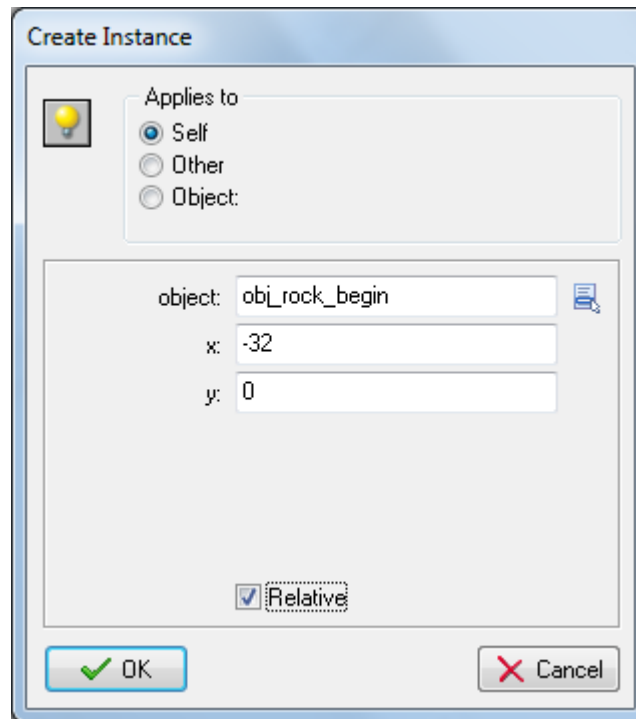 Create Instance
Applies to
Self
Other
Object:
object: obj_rock_begin
x: -32
y: 0
Relative
OK Cancel